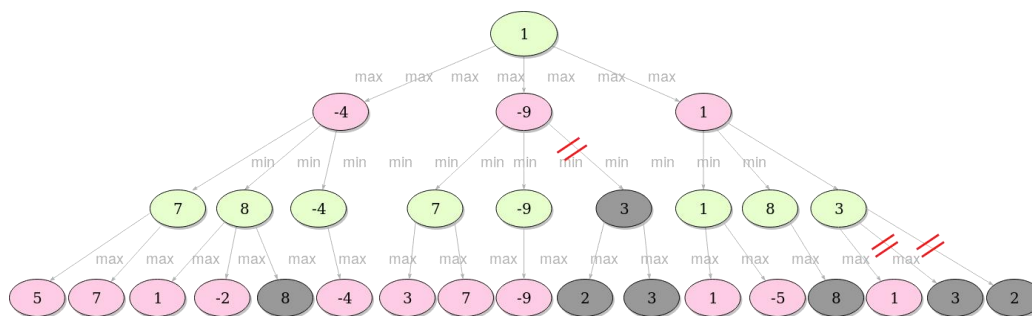 1
max max max max max max max
-4 -9 1
min min min min min min min min min min min min
7 8 -4 7 -9 3 1 8 3
max max max max max max max max max max max max max max
5 7 1 -2 8 -4 3 7 -9 2 3 1 -5 8 1 3 2